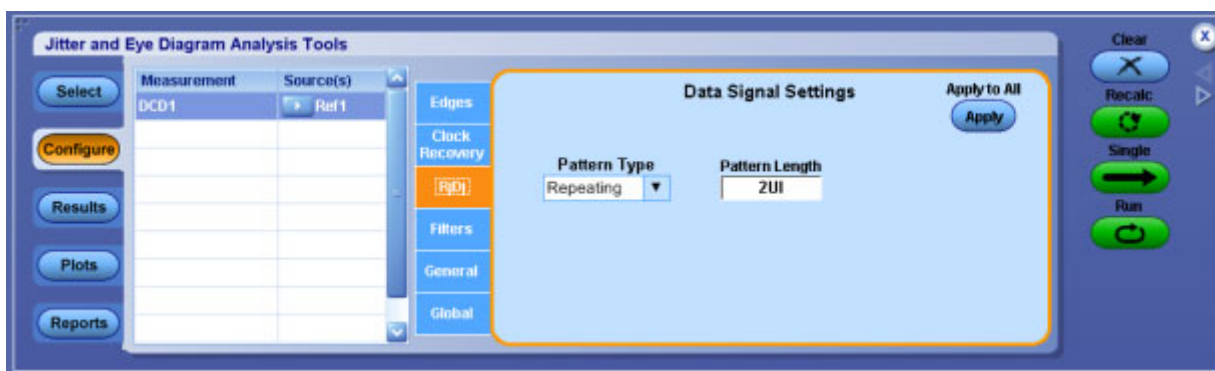 Jitter and Eye Diagram Analysis Tools
Select
Configure
Results
Plots
Reports
Measurement Source(s)
DCD1 Ref1
Edges
Clock
Recovery
RjDj
Filters
General
Global
Data Signal Settings
Apply to All
Apply
Pattern Type
Repeating
Pattern Length
2UI
Clear
Recalc
Single
Run